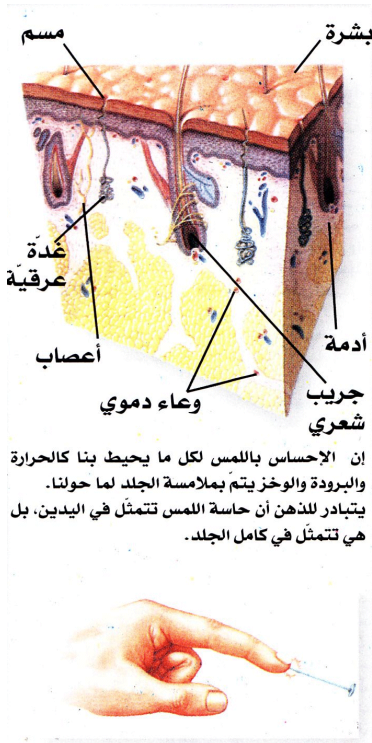 بشرة
مسم
غدّة
عرقيّة
أعصاب
أدمة
جريب
شعري
وعاء دموي
إن الإحساس باللمس لكل ما يحيط بنا كالحرارة
والبرودة والوخز يتمّ بملامسة الجلد لما حولنا.
يتبادر للذهن أن حاسة اللمس تتمثّل في اليدين، بل
هي تتمثّل في كامل الجلد.